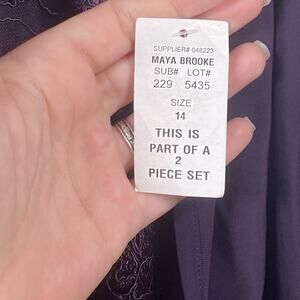 SUPPLIER# 048223
MAYA BROOKE
SUB# LOT#
229 5435
SIZE
14
THIS IS
PART OF A
2
PIECE SET